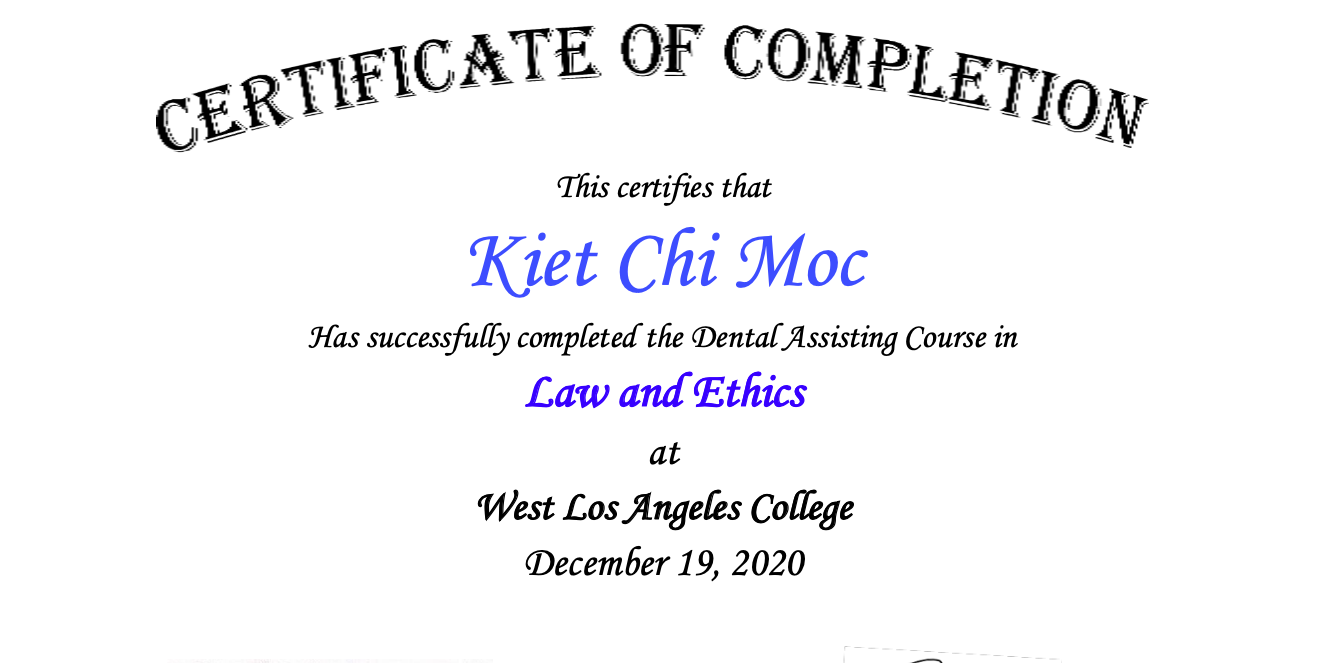 CERTIFICATE OF COMPLETION
This certifies that
Kiet Chi Moc
Has successfully completed the Dental Assisting Course in
Law and Ethics
at
West Los Angeles College
December 19, 2020